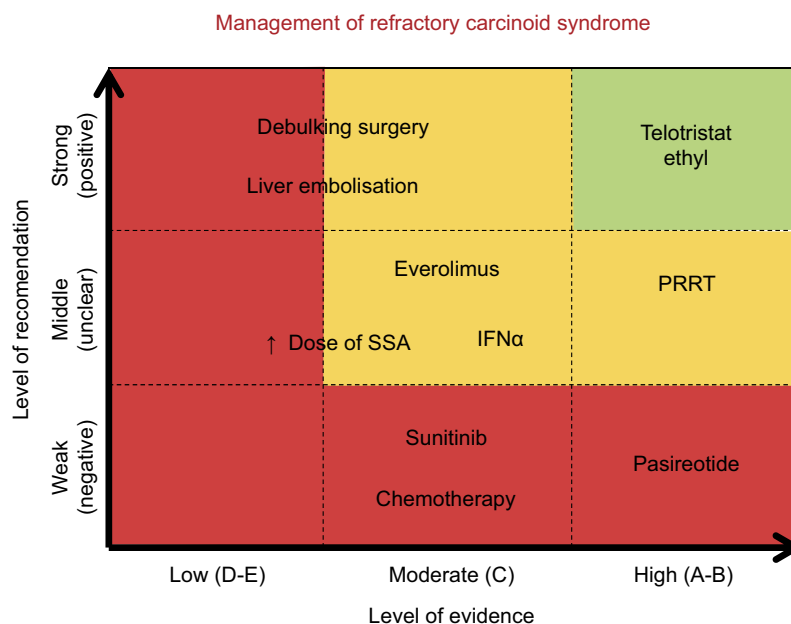 Management of refractory carcinoid syndrome
Level of recomendation
Strong
(positive)
Debulking surgery
Liver embolisation
Telotristat
ethyl
Middle
(unclear)
Everolimus
PRRT
↑ Dose of SSA
IFNα
Weak
(negative)
Sunitinib
Chemotherapy
Pasireotide
Low (D-E)
Moderate (C)
High (A-B)
Level of evidence